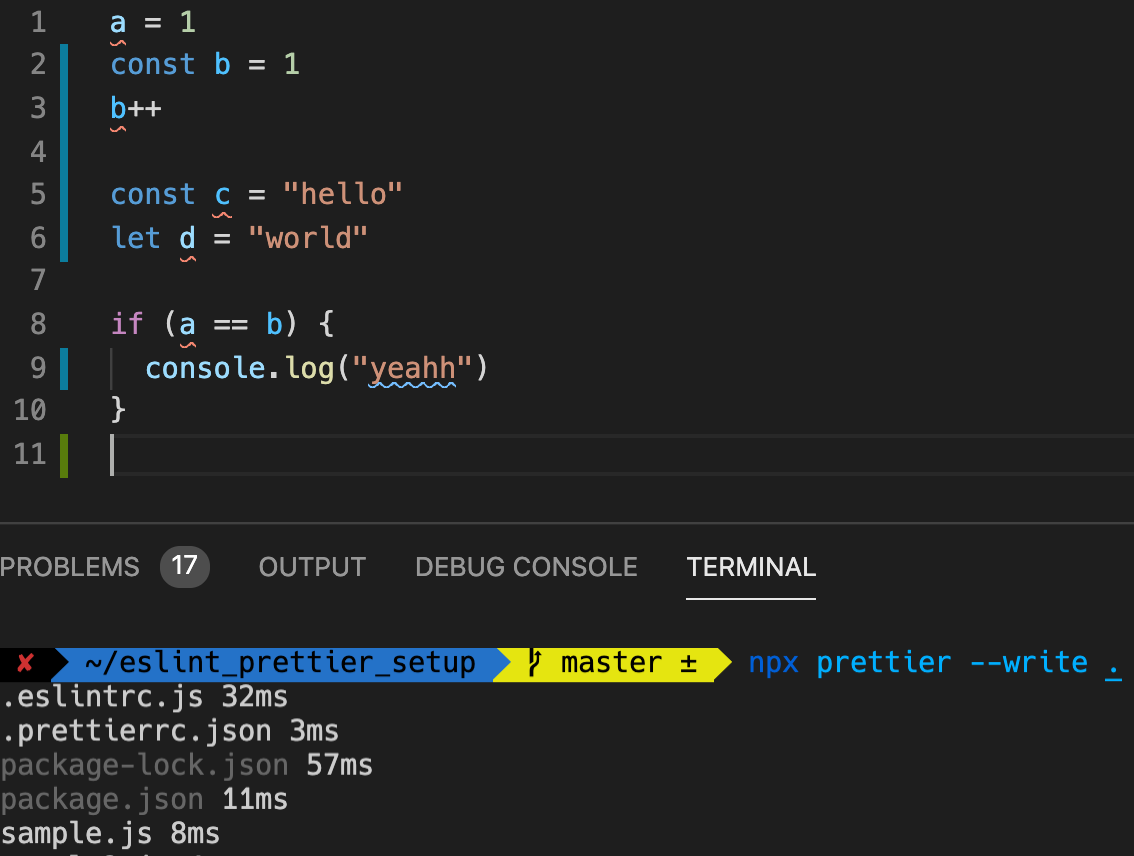 1 a = 1
2 const b = 1
3 b++
4
5 const c = "hello"
6 let d = "world"
7
8 if (a == b) {
9 console.log("yeahh")
10 }
11
PROBLEMS 17 OUTPUT DEBUG CONSOLE TERMINAL
✘ ~/eslint_prettier_setup master ± npx prettier --write .
.eslintrc.js 32ms
.prettierrc.json 3ms
package-lock.json 57ms
package.json 11ms
sample.js 8ms